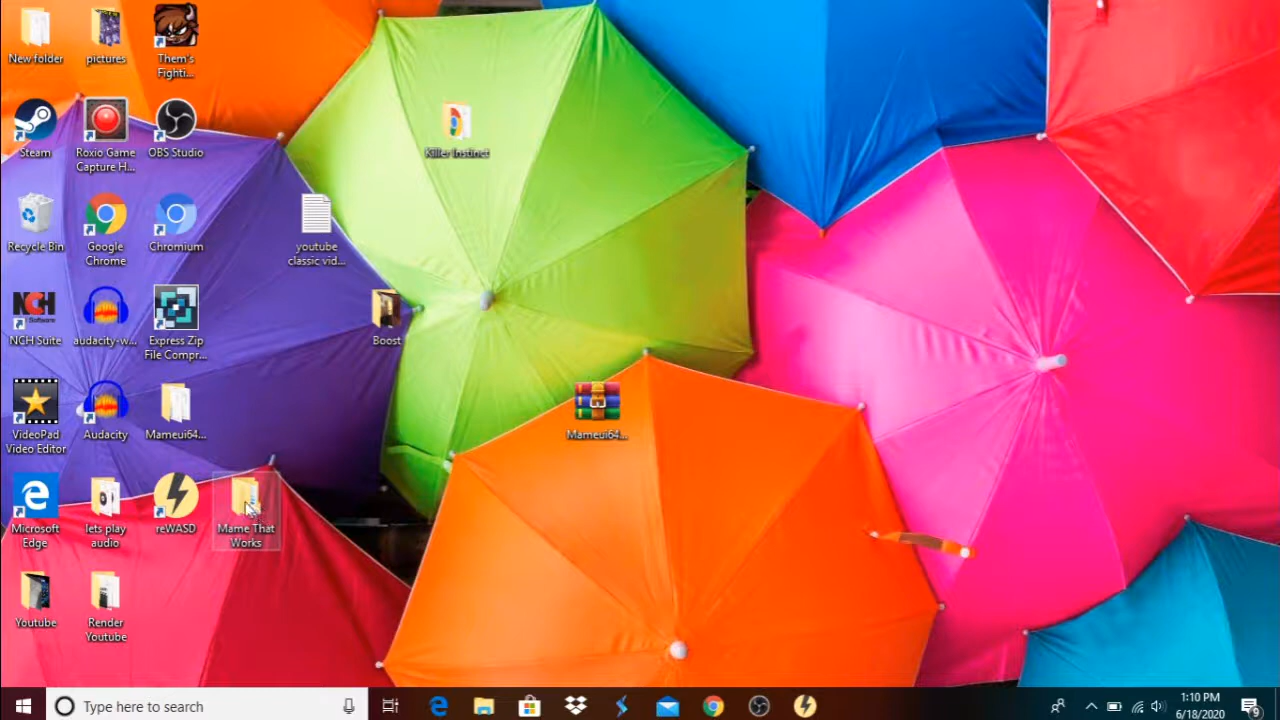 New folder
pictures
Them's
Fighti...
Steam
Roxio Game
Capture H...
OBS Studio
Killer Instinct
Recycle Bin
Google
Chrome
Chromium
youtube
classic vid...
NCH
Software
NCH Suite
audacity-w...
Express Zip
File Compr...
Boost
VideoPad
Video Editor
Audacity
Mameui64...
Mameui64...
Microsoft
Edge
lets play
audio
reWASD
Mame That
Works
Youtube
Render
Youtube
Type here to search
1:10 PM
6/18/2020
9